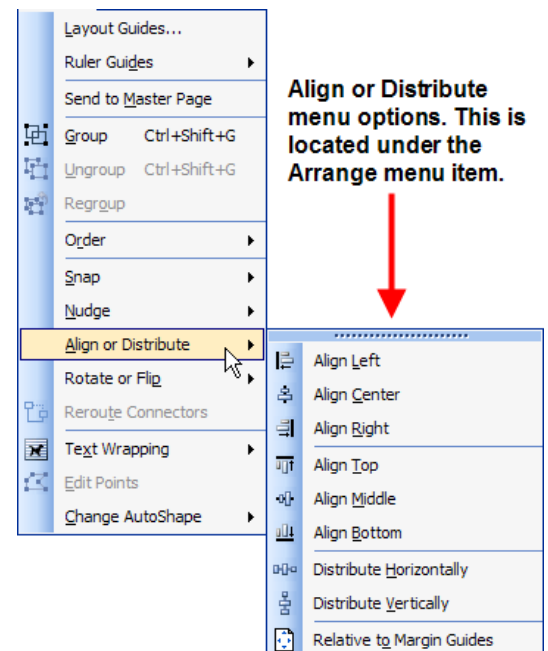 Layout Guides...
Ruler Guides
Send to Master Page
Group Ctrl+Shift+G
Ungroup Ctrl+Shift+G
Regroup
Order
Snap
Nudge
Align or Distribute
Rotate or Flip
Reroute Connectors
Text Wrapping
Edit Points
Change AutoShape
Align or Distribute
menu options. This is
located under the
Arrange menu item.
Align Left
Align Center
Align Right
Align Top
Align Middle
Align Bottom
Distribute Horizontally
Distribute Vertically
Relative to Margin Guides